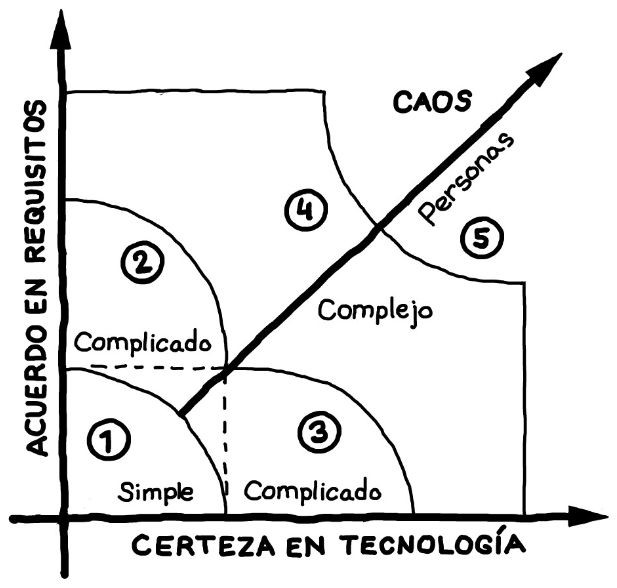 ACUERDO EN REQUISITOS
CAOS
Personas
4
5
2
Complejo
Complicado
1
3
Simple
Complicado
CERTEZA EN TECNOLOGÍA